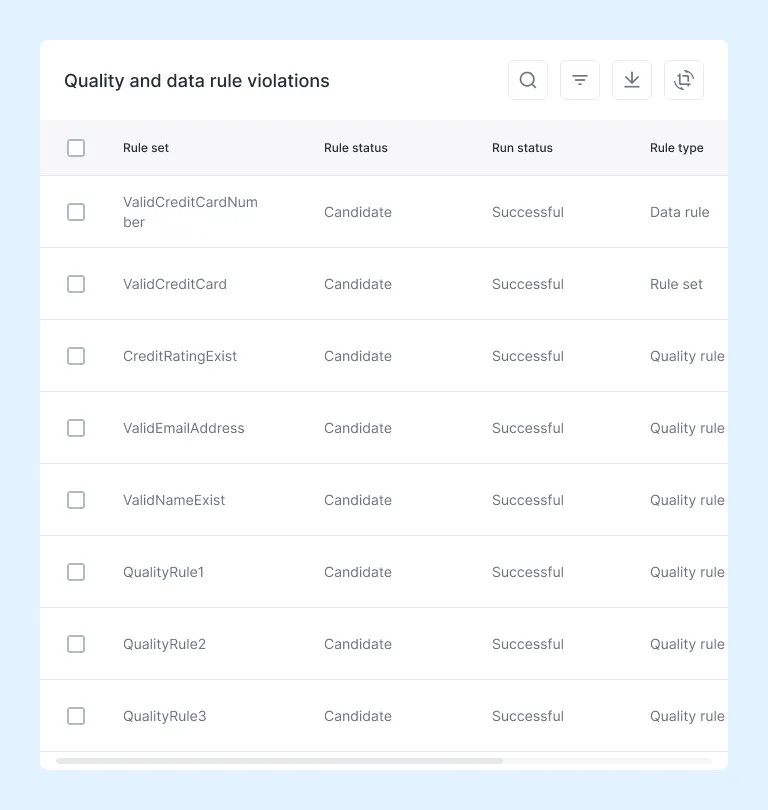 Quality and data rule violations
Rule set Rule status Run status Rule type
ValidCreditCardNum
ber Candidate Successful Data rule
ValidCreditCard Candidate Successful Rule set
CreditRatingExist Candidate Successful Quality rule
ValidEmailAddress Candidate Successful Quality rule
ValidNameExist Candidate Successful Quality rule
QualityRule1 Candidate Successful Quality rule
QualityRule2 Candidate Successful Quality rule
QualityRule3 Candidate Successful Quality rule